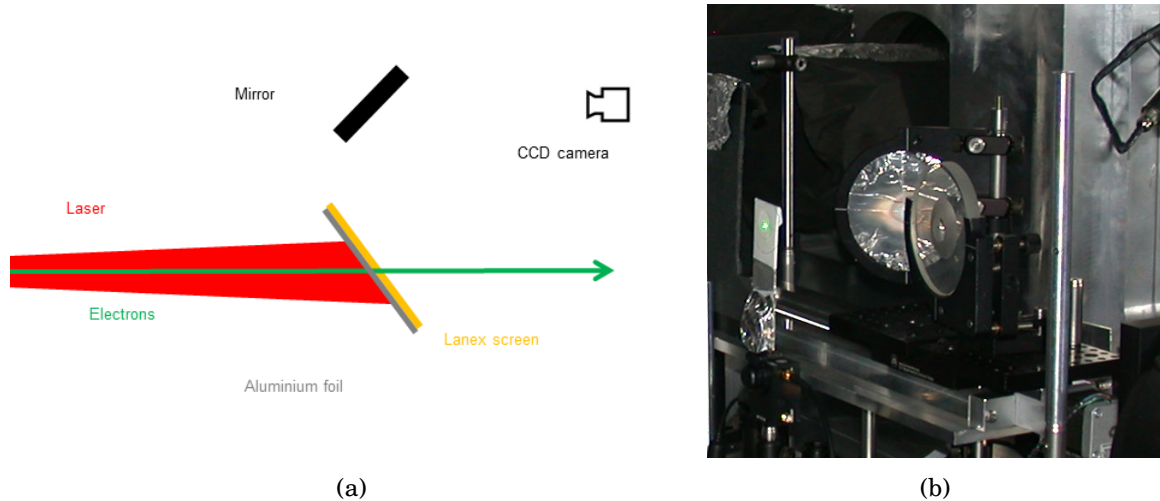 Mirror
CCD camera
Laser
Electrons
Lanex screen
Aluminium foil
(a)
(b)